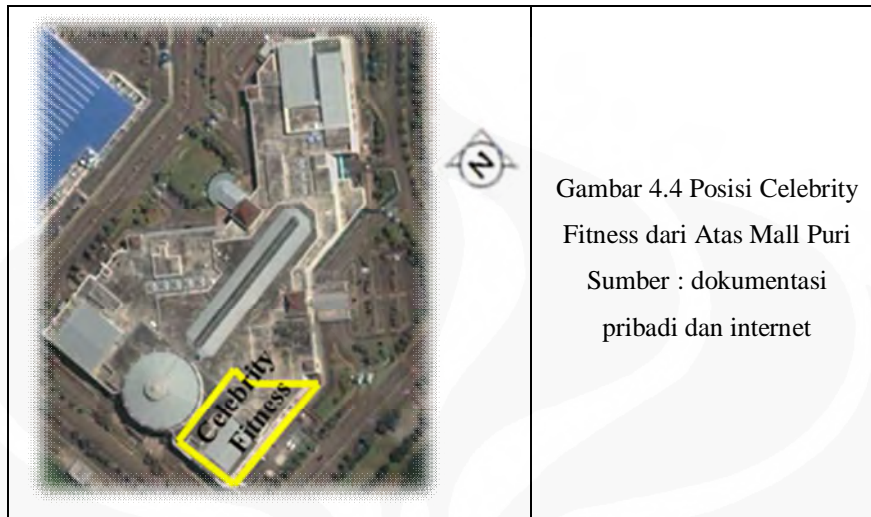 N
Celebrity
Fitness
Gambar 4.4 Posisi Celebrity
Fitness dari Atas Mall Puri
Sumber : dokumentasi
pribadi dan internet